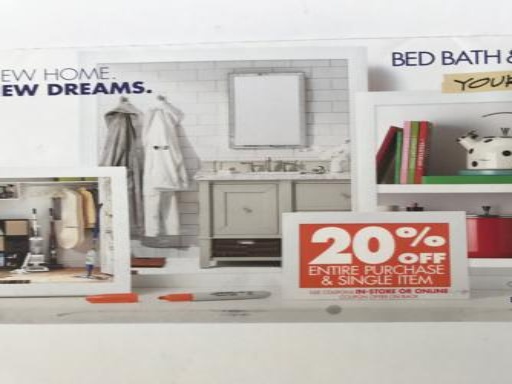 EW HOME.
EW DREAMS.
BED BATH &
YOUR
20% OFF
ENTIRE PURCHASE
& SINGLE ITEM
IN-STORE OR ONLINE